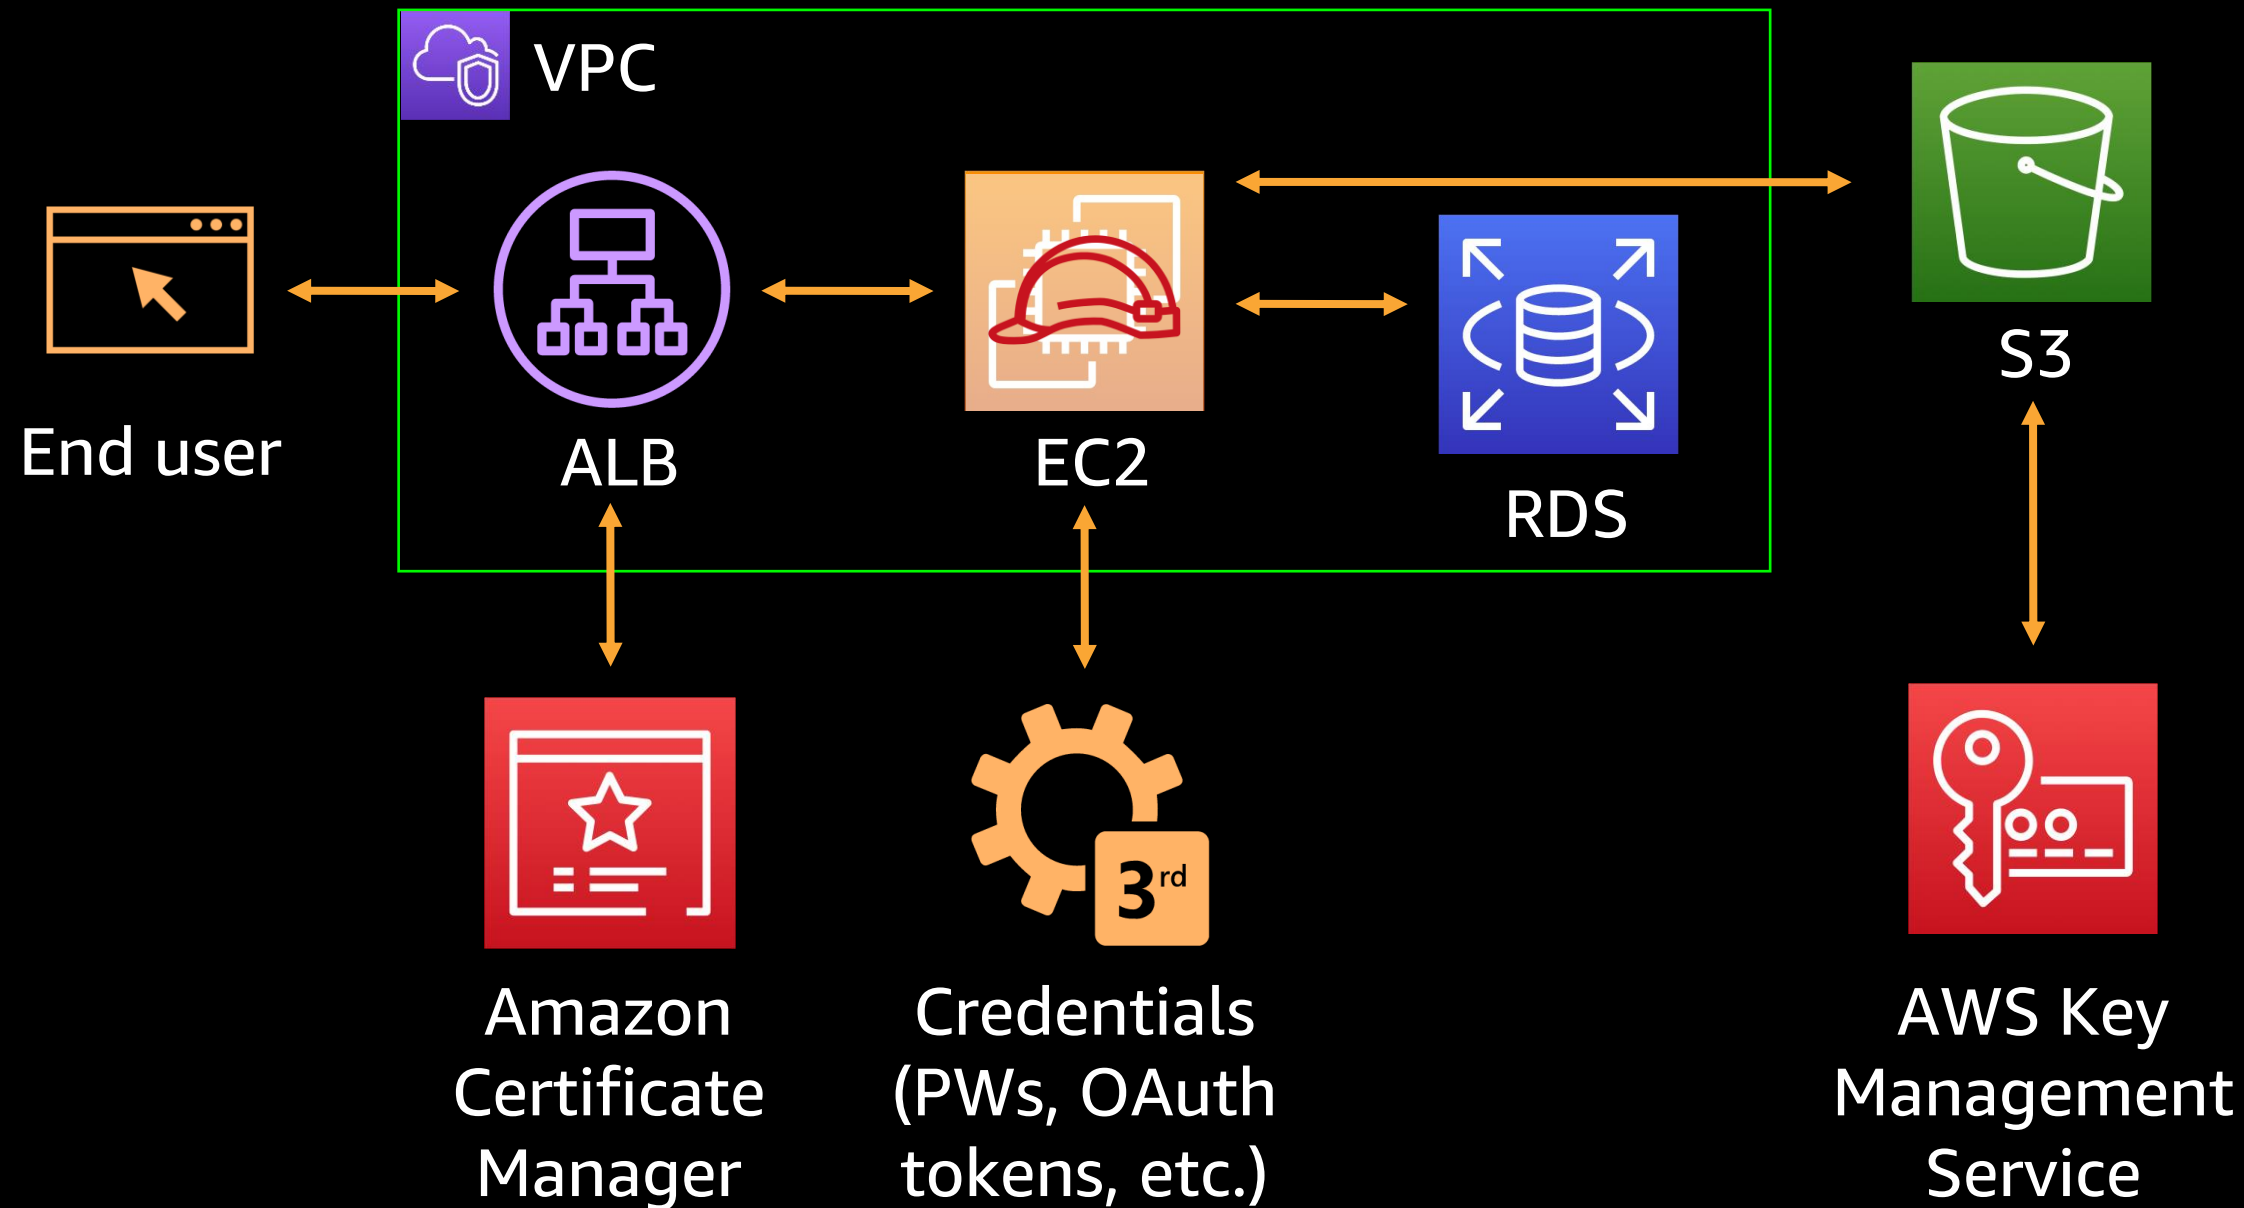 VPC
End user
ALB
EC2
RDS
S3
3rd
Amazon
Certificate
Manager
Credentials
(PWs, OAuth
tokens, etc.)
AWS Key
Management
Service